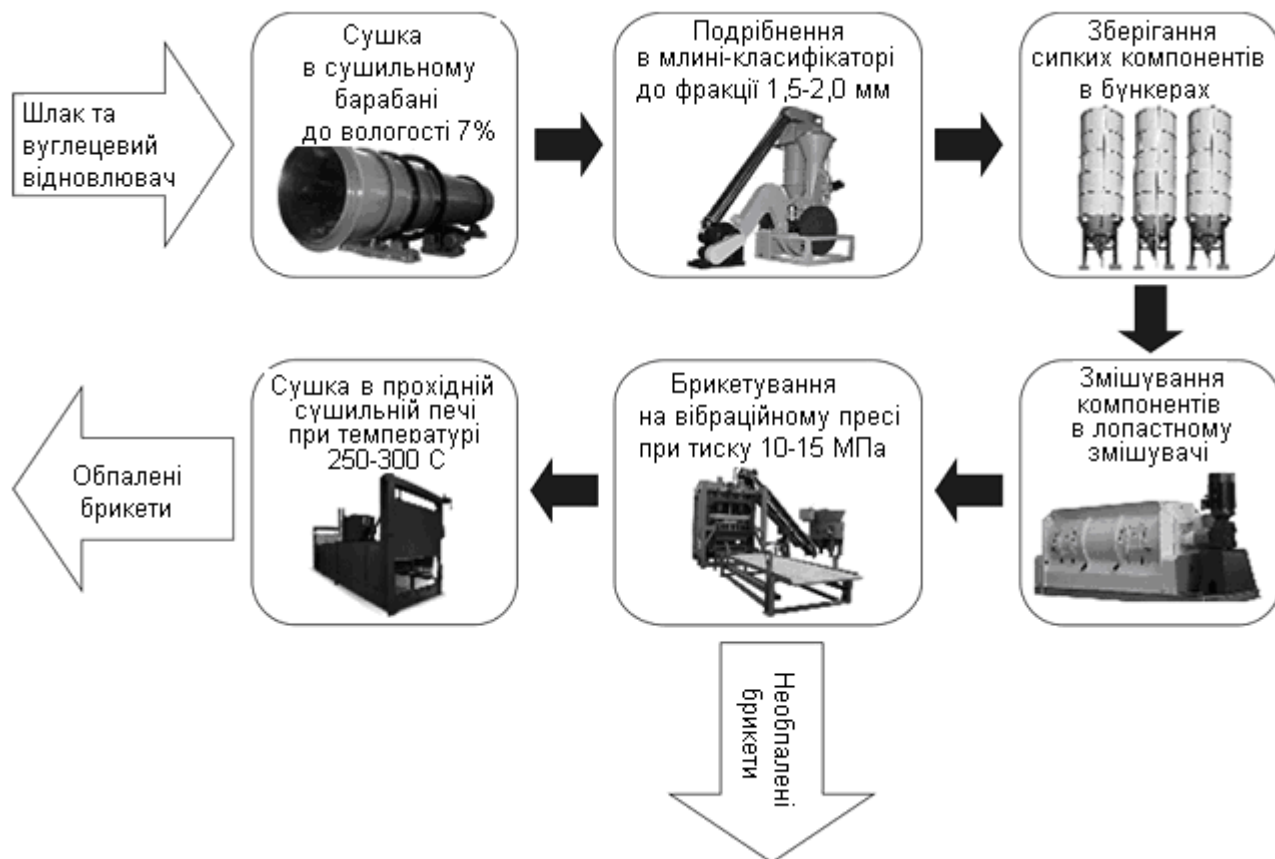 Шлак та
вуглецевий
відновлювач
Сушка
в сушильному
барабані
до вологості 7%
Подрібнення
в млині-класифікаторі
до фракції 1,5-2,0 мм
Зберігання
сипких компонентів
в бункерах
Змішування
компонентів
в лопастному
змішувачі
Брикетування
на вібраційному пресі
при тиску 10-15 МПа
Сушка в прохідній
сушильній печі
при температурі
250-300 С
Обпалені
брикети
Необпалені
брикети